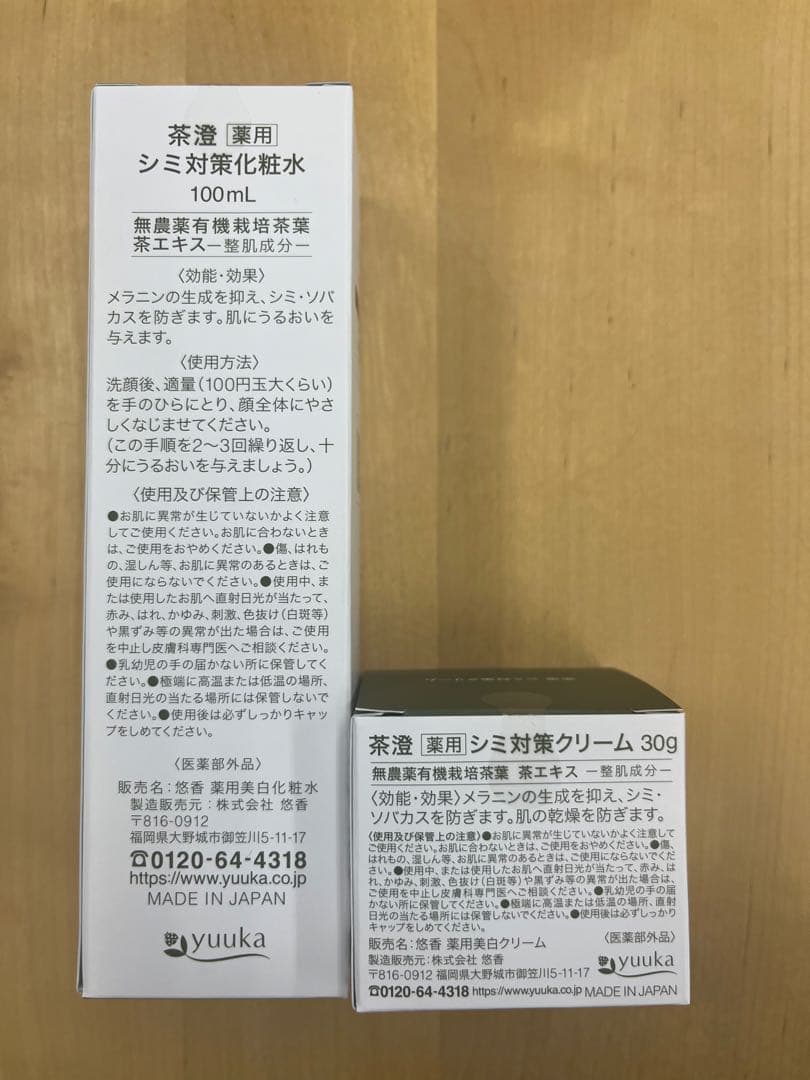 茶澄 薬用
シミ対策化粧水
100mL
無農薬有機栽培茶葉
茶エキス―整肌成分―
〈効能・効果〉
メラニンの生成を抑え、シミ・ソバ
カスを防ぎます。肌にうるおいを
与えます。
〈使用方法〉
洗顔後、適量（100円玉大くらい）
を手のひらにとり、顔全体にやさ
しくなじませてください。
（この手順を2～3回繰り返し、十
分にうるおいを与えましょう。）
〈使用及び保管上の注意〉
●お肌に異常が生じていないかよく注意
してご使用ください。お肌に合わないとき
は、ご使用をおやめください。●傷、はれも
の、湿しん等、お肌に異常のあるときは、ご
使用にならないでください。●使用中、ま
たは使用したお肌へ直射日光が当たって、
赤み、はれ、かゆみ、刺激、色抜け（白斑等）
や黒ずみ等の異常が出た場合は、ご使用
を中止し皮膚科専門医へご相談ください。
●乳幼児の手の届かない所に保管してく
ださい。●極端に高温または低温の場所、
直射日光の当たる場所には保管しないで
ください。●使用後は必ずしっかりキャッ
プをしめてください。
〈医薬部外品〉
販売名：悠香 薬用美白化粧水
製造販売元：株式会社 悠香
〒816-0912
福岡県大野城市御笠川5-11-17
☎0120-64-4318
https://www.yuuka.co.jp
MADE IN JAPAN
yuuka
茶澄 薬用 シミ対策クリーム 30g
無農薬有機栽培茶葉 茶エキス ―整肌成分―
〈効能・効果〉メラニンの生成を抑え、シミ・
ソバカスを防ぎます。肌の乾燥を防ぎます。
〈使用及び保管上の注意〉●お肌に異常が生じていないかよく注意して
ご使用ください。お肌に合わないときは、ご使用をおやめください。●傷、
はれもの、湿しん等、お肌に異常のあるときは、ご使用にならないでくだ
さい。●使用中、または使用したお肌へ直射日光が当たって、赤み、は
れ、かゆみ、刺激、色抜け（白斑等）や黒ずみ等の異常が出た場合は、
ご使用を中止し皮膚科専門医へご相談ください。●乳幼児の手の届
かない所に保管してください。●極端に高温または低温の場所、直射
日光の当たる場所には保管しないでください。●使用後は必ずしっかり
キャップをしめてください。
販売名：悠香 薬用美白クリーム 〈医薬部外品〉
製造販売元：株式会社 悠香
〒816-0912 福岡県大野城市御笠川5-11-17
yuuka
☎0120-64-4318 https://www.yuuka.co.jp MADE IN JAPAN